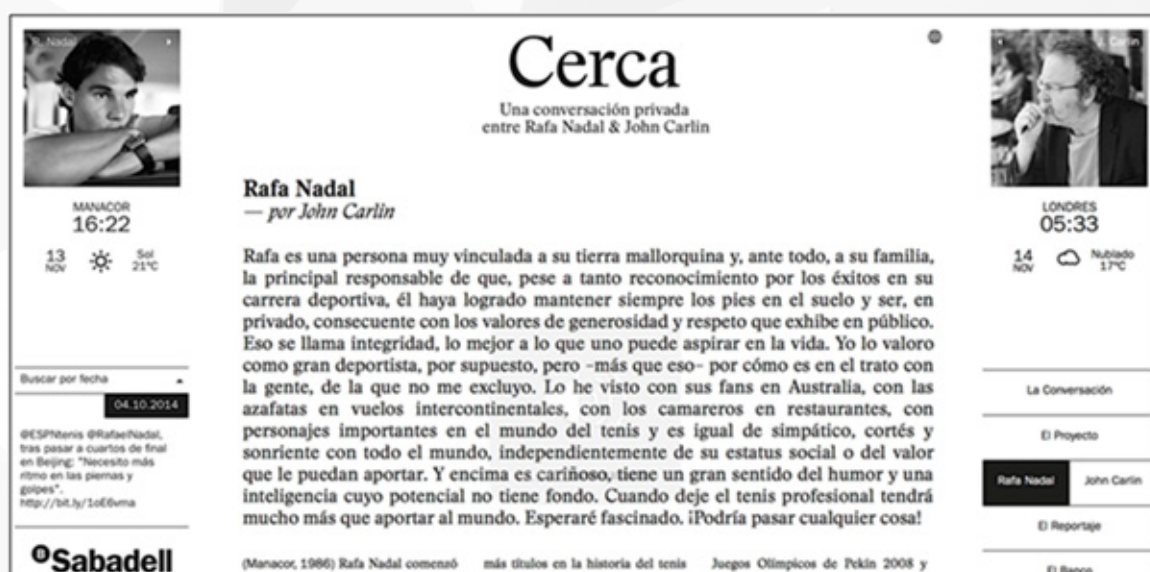 R. Nadal
MANACOR
16:22
13
NOV
Sol
21ºC
Buscar por fecha
04.10.2014
@ESPNtenis @RafaelNadal,
tras pasar a cuartos de final
en Beijing: "Necesito más
ritmo en las piernas y
golpes".
http://bit.ly/1oE6vma
Sabadell
Cerca
Una conversación privada
entre Rafa Nadal & John Carlin
Rafa Nadal
— por John Carlin
Rafa es una persona muy vinculada a su tierra mallorquina y, ante todo, a su familia,
la principal responsable de que, pese a tanto reconocimiento por los éxitos en su
carrera deportiva, él haya logrado mantener siempre los pies en el suelo y ser, en
privado, consecuente con los valores de generosidad y respeto que exhibe en público.
Eso se llama integridad, lo mejor a lo que uno puede aspirar en la vida. Yo lo valoro
como gran deportista, por supuesto, pero –más que eso– por cómo es en el trato con
la gente, de la que no me excluyo. Lo he visto con sus fans en Australia, con las
azafatas en vuelos intercontinentales, con los camareros en restaurantes, con
personajes importantes en el mundo del tenis y es igual de simpático, cortés y
sonriente con todo el mundo, independientemente de su estatus social o del valor
que le puedan aportar. Y encima es cariñoso, tiene un gran sentido del humor y una
inteligencia cuyo potencial no tiene fondo. Cuando deje el tenis profesional tendrá
mucho más que aportar al mundo. Esperaré fascinado. ¡Podría pasar cualquier cosa!
(Manacor, 1986) Rafa Nadal comenzó
más títulos en la historia del tenis
Juegos Olímpicos de Pekín 2008 y
J. Carlin
LONDRES
05:33
14
NOV
Nublado
17ºC
La Conversación
El Proyecto
Rafa Nadal
John Carlin
El Reportaje
El Banco